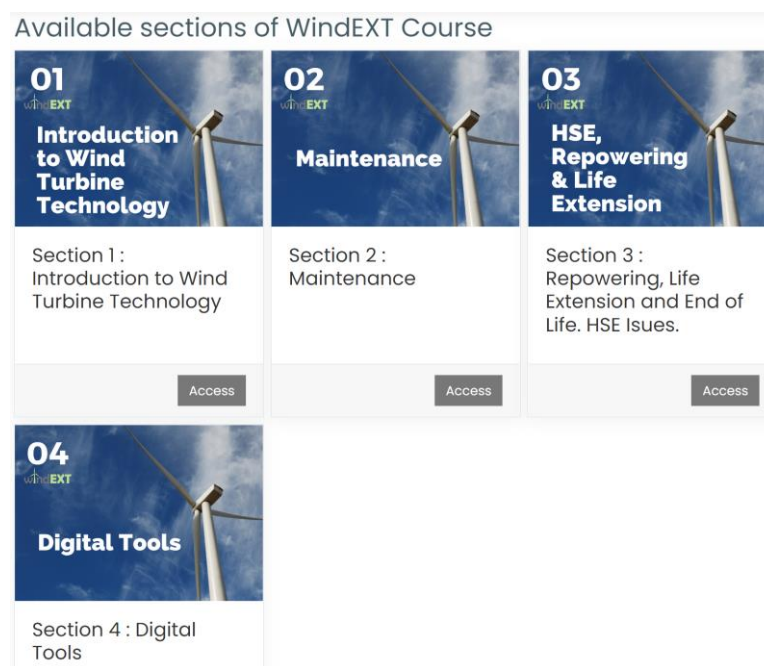 Available sections of WindEXT Course
01
windEXT
Introduction
to Wind
Turbine
Technology
Section 1 :
Introduction to Wind
Turbine Technology
Access
02
windEXT
Maintenance
Section 2 :
Maintenance
Access
03
windEXT
HSE,
Repowering
& Life
Extension
Section 3 :
Repowering, Life
Extension and End of
Life. HSE Isues.
Access
04
windEXT
Digital Tools
Section 4 : Digital
Tools